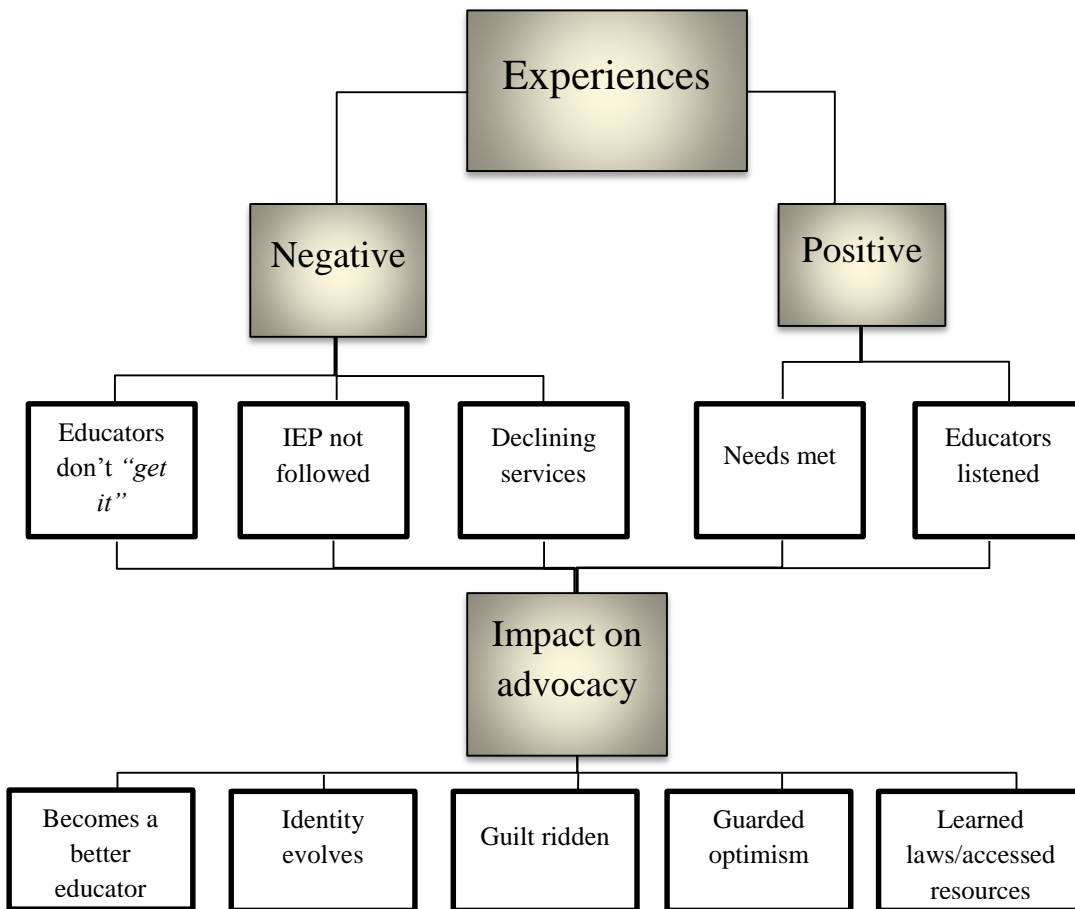 Experiences
Negative
Positive
Educators
don’t “get
it”
IEP not
followed
Declining
services
Needs met
Educators
listened
Impact on
advocacy
Becomes a
better
educator
Identity
evolves
Guilt ridden
Guarded
optimism
Learned
laws/accessed
resources